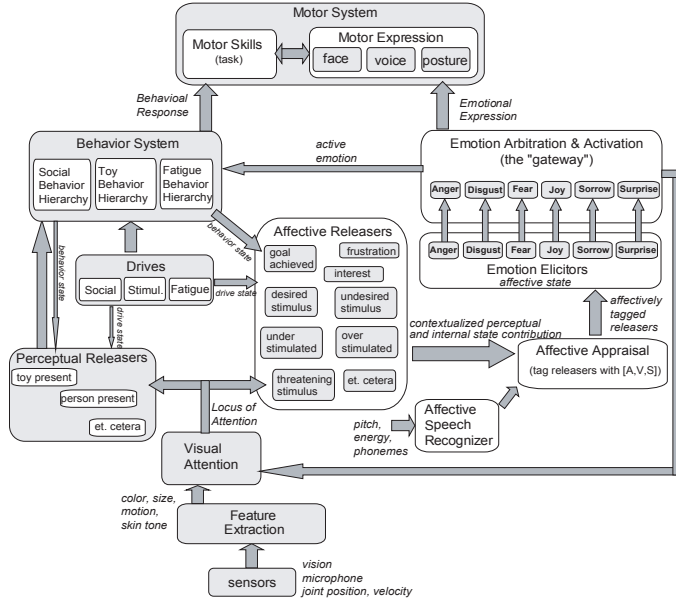 Motor System
Motor Skills
(task)
Motor Expression
face
voice
posture
Behavioal
Response
Emotional
Expression
Behavior System
Social
Behavior
Hierarchy
Toy
Behavior
Hierarchy
Fatigue
Behavior
Hierarchy
active
emotion
Emotion Arbitration & Activation
(the "gateway")
Anger
Disgust
Fear
Joy
Sorrow
Surprise
Anger
Disgust
Fear
Joy
Sorrow
Surprise
Emotion Elicitors
affective state
behavior state
behavior state
Drives
Social
Stimul.
Fatigue
drive state
drive state
Affective Releasers
goal
achieved
frustration
interest
desired
stimulus
undesired
stimulus
under
stimulated
over
stimulated
threatening
stimulus
et. cetera
contextualized perceptual
and internal state contribution
affectively
tagged
releasers
Affective Appraisal
(tag releasers with [A,V,S])
Perceptual Releasers
toy present
person present
et. cetera
Locus of
Attention
pitch,
energy,
phonemes
Affective
Speech
Recognizer
Visual
Attention
color, size,
motion,
skin tone
Feature
Extraction
sensors
vision
microphone
joint position, velocity